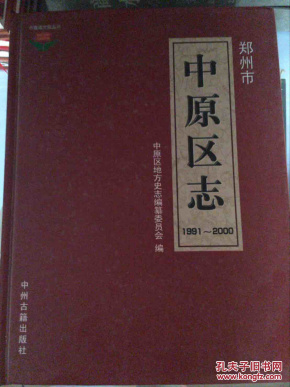 郑州市
中原区志
1991～2000
中原区地方史志编纂委员会 编
中州古籍出版社
孔夫子旧书网